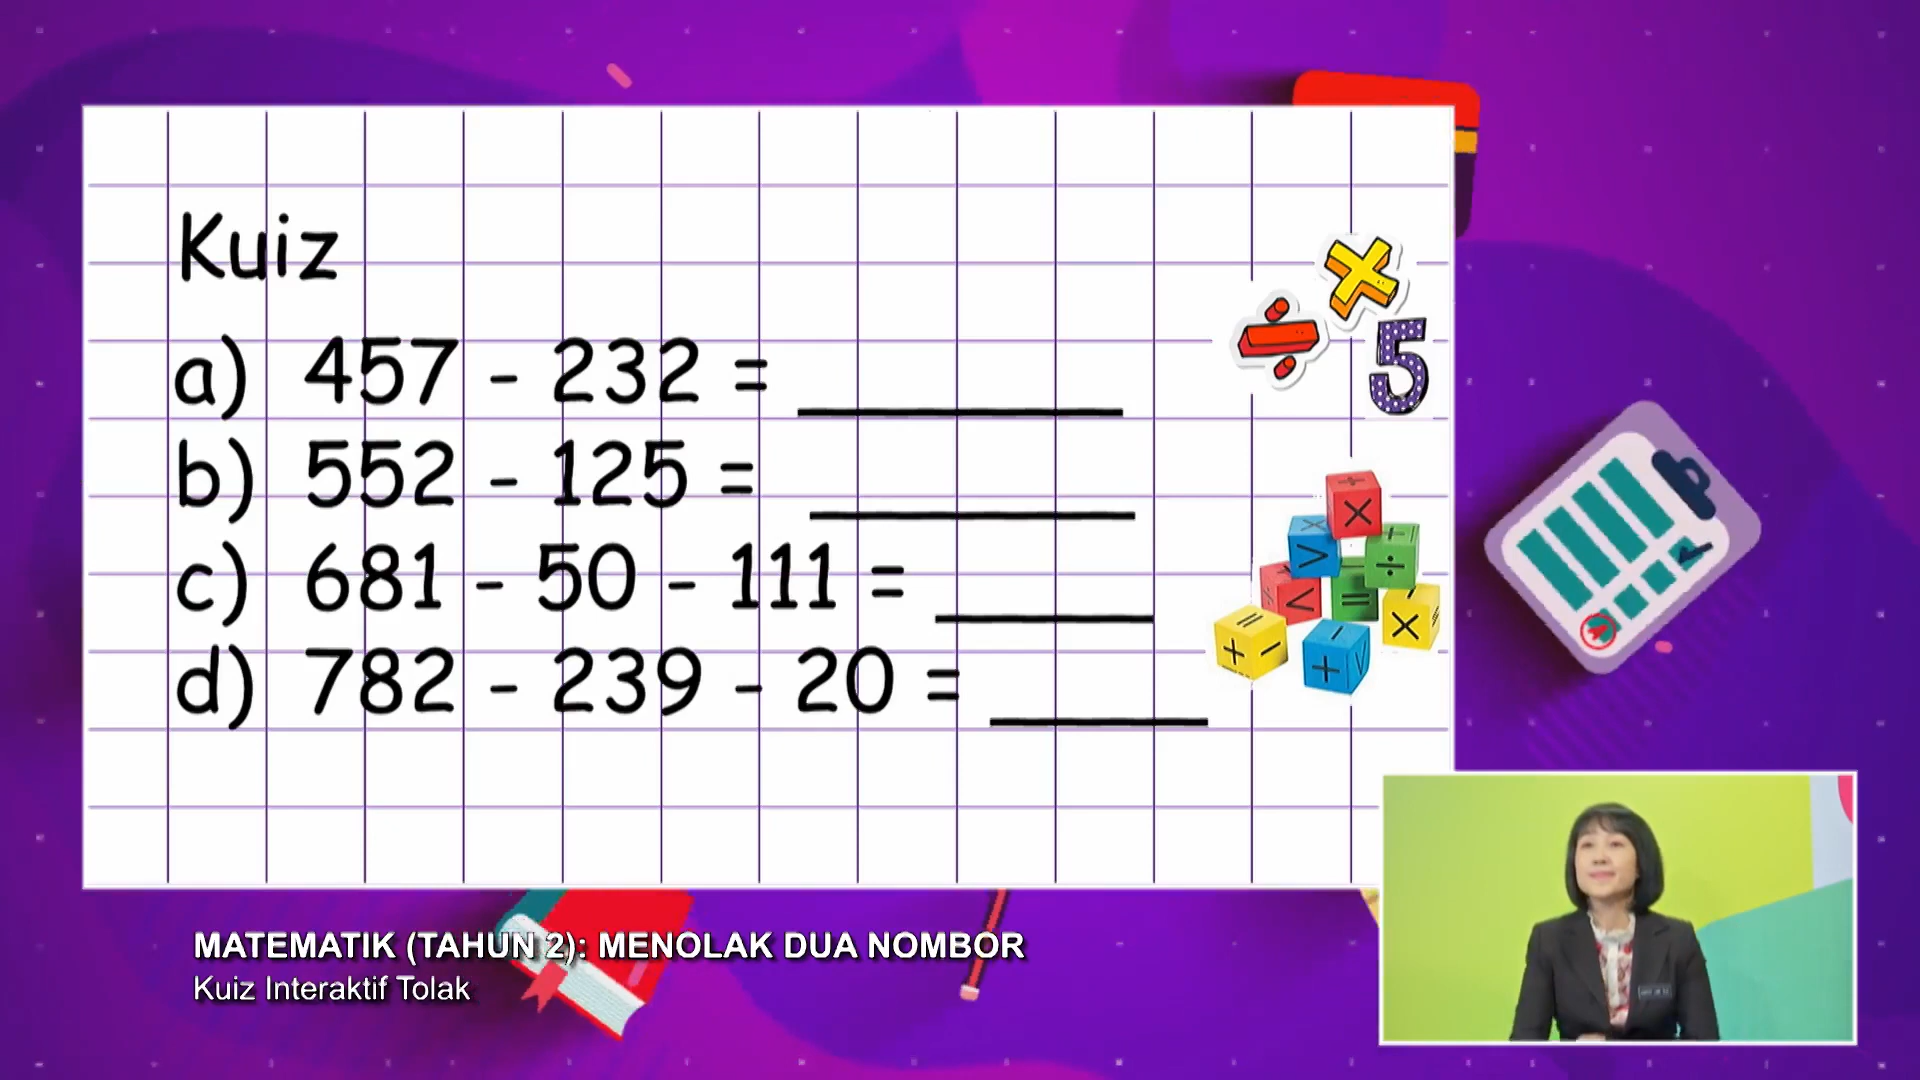 Kuiz
a) 457 - 232 = ________
b) 552 - 125 = ________
c) 681 - 50 - 111 = ______
d) 782 - 239 - 20 = ______
MATEMATIK (TAHUN 2): MENOLAK DUA NOMBOR
Kuiz Interaktif Tolak